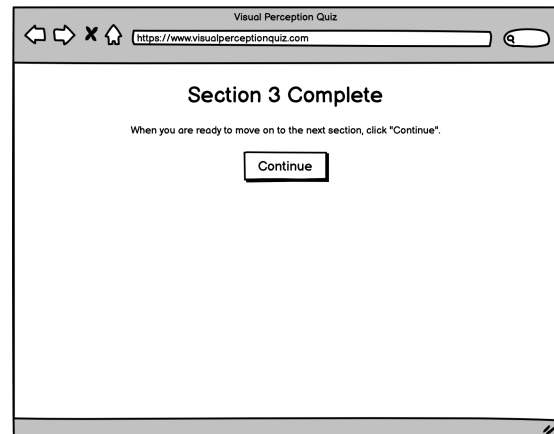 Visual Perception Quiz
https://www.visualperceptionquiz.com
Section 3 Complete
When you are ready to move on to the next section, click "Continue".
Continue